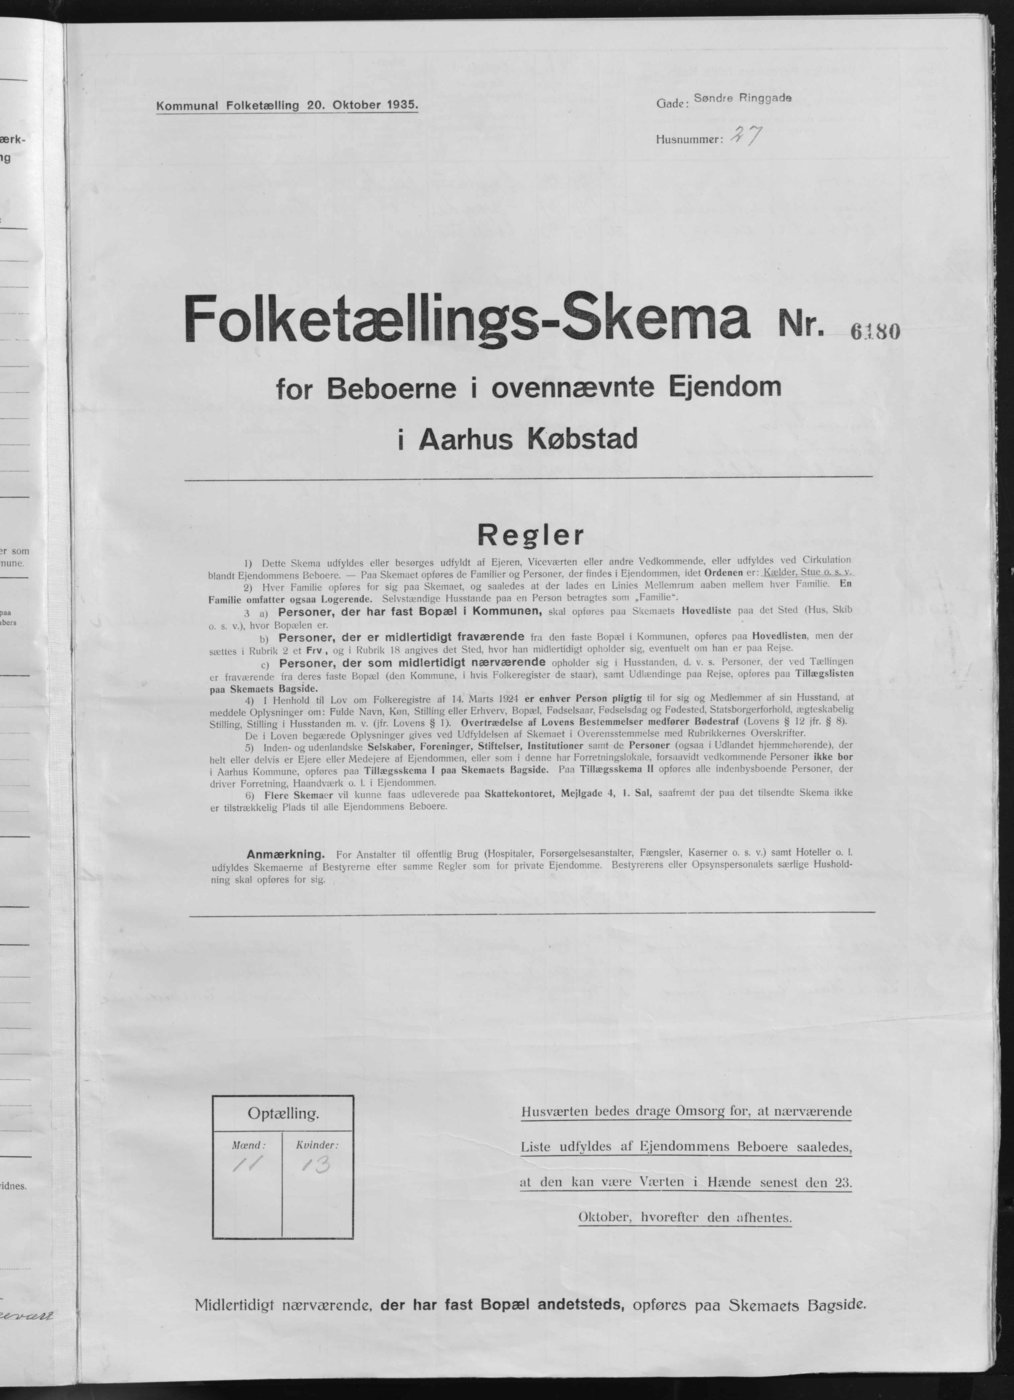 Kommunal Folketælling 20. Oktober 1935.
Gade: Søndre Ringgade
Husnummer: 27
Folketællings-Skema Nr. 6180
for Beboerne i ovennævnte Ejendom
i Aarhus Købstad
Regler
1) Dette Skema udfyldes eller besørges udfyldt af Ejeren, Viceværten eller andre Vedkommende, eller udfyldes ved Cirkulation
blandt Ejendommens Beboere. — Paa Skemaet opføres de Familier og Personer, der findes i Ejendommen, idet Ordenen er: Kælder, Stue o. s. v.
2) Hver Familie opføres for sig paa Skemaet, og saaledes at der lades en Linies Mellemrum aaben mellem hver Familie. En
Familie omfatter ogsaa Logerende. Selvstændige Husstande paa en Person betragtes som „Familie“.
3 a) Personer, der har fast Bopæl i Kommunen, skal opføres paa Skemaets Hovedliste paa det Sted (Hus, Skib
o. s. v.), hvor Bopælen er.
b) Personer, der er midlertidigt fraværende fra den faste Bopæl i Kommunen, opføres paa Hovedlisten, men der
sættes i Rubrik 2 et Frv, og i Rubrik 18 angives det Sted, hvor han midlertidigt opholder sig, eventuelt om han er paa Rejse.
c) Personer, der som midlertidigt nærværende opholder sig i Husstanden, d. v. s. Personer, der ved Tællingen
er fraværende fra deres faste Bopæl (den Kommune, i hvis Folkeregister de staar), samt Udlændinge paa Rejse, opføres paa Tillægslisten
paa Skemaets Bagside.
4) I Henhold til Lov om Folkeregistre af 14. Marts 1924 er enhver Person pligtig til for sig og Medlemmer af sin Husstand, at
meddele Oplysninger om: Fulde Navn, Køn, Stilling eller Erhverv, Bopæl, Fødselsaar, Fødselsdag og Fødested, Statsborgerforhold, ægteskabelig
Stilling, Stilling i Husstanden m. v. (jfr. Lovens § 1). Overtrædelse af Lovens Bestemmelser medfører Bødestraf (Lovens § 12 jfr. § 8).
De i Loven begærede Oplysninger gives ved Udfyldelsen af Skemaet i Overensstemmelse med Rubrikkernes Overskrifter.
5) Inden- og udenlandske Selskaber, Foreninger, Stiftelser, Institutioner samt de Personer (ogsaa i Udlandet hjemmehørende), der
helt eller delvis er Ejere eller Medejere af Ejendommen, eller som i denne har Forretningslokale, forsaavidt vedkommende Personer ikke bor
i Aarhus Kommune, opføres paa Tillægsskema I paa Skemaets Bagside. Paa Tillægsskema II opføres alle indenbysboende Personer, der
driver Forretning, Haandværk o. l. i Ejendommen.
6) Flere Skemaer vil kunne faas udleverede paa Skattekontoret, Mejlgade 4, 1. Sal, saafremt der paa det tilsendte Skema ikke
er tilstrækkelig Plads til alle Ejendommens Beboere.
Anmærkning. For Anstalter til offentlig Brug (Hospitaler, Forsørgelsesanstalter, Fængsler, Kaserner o. s. v.) samt Hoteller o. l.
udfyldes Skemaerne af Bestyrerne efter samme Regler som for private Ejendomme. Bestyrerens eller Opsynspersonalets særlige Hushold-
ning skal opføres for sig.
Optælling.
Mænd: Kvinder:
11 13
Husværten bedes drage Omsorg for, at nærværende
Liste udfyldes af Ejendommens Beboere saaledes,
at den kan være Værten i Hænde senest den 23.
Oktober, hvorefter den afhentes.
Midlertidigt nærværende, der har fast Bopæl andetsteds, opføres paa Skemaets Bagside.